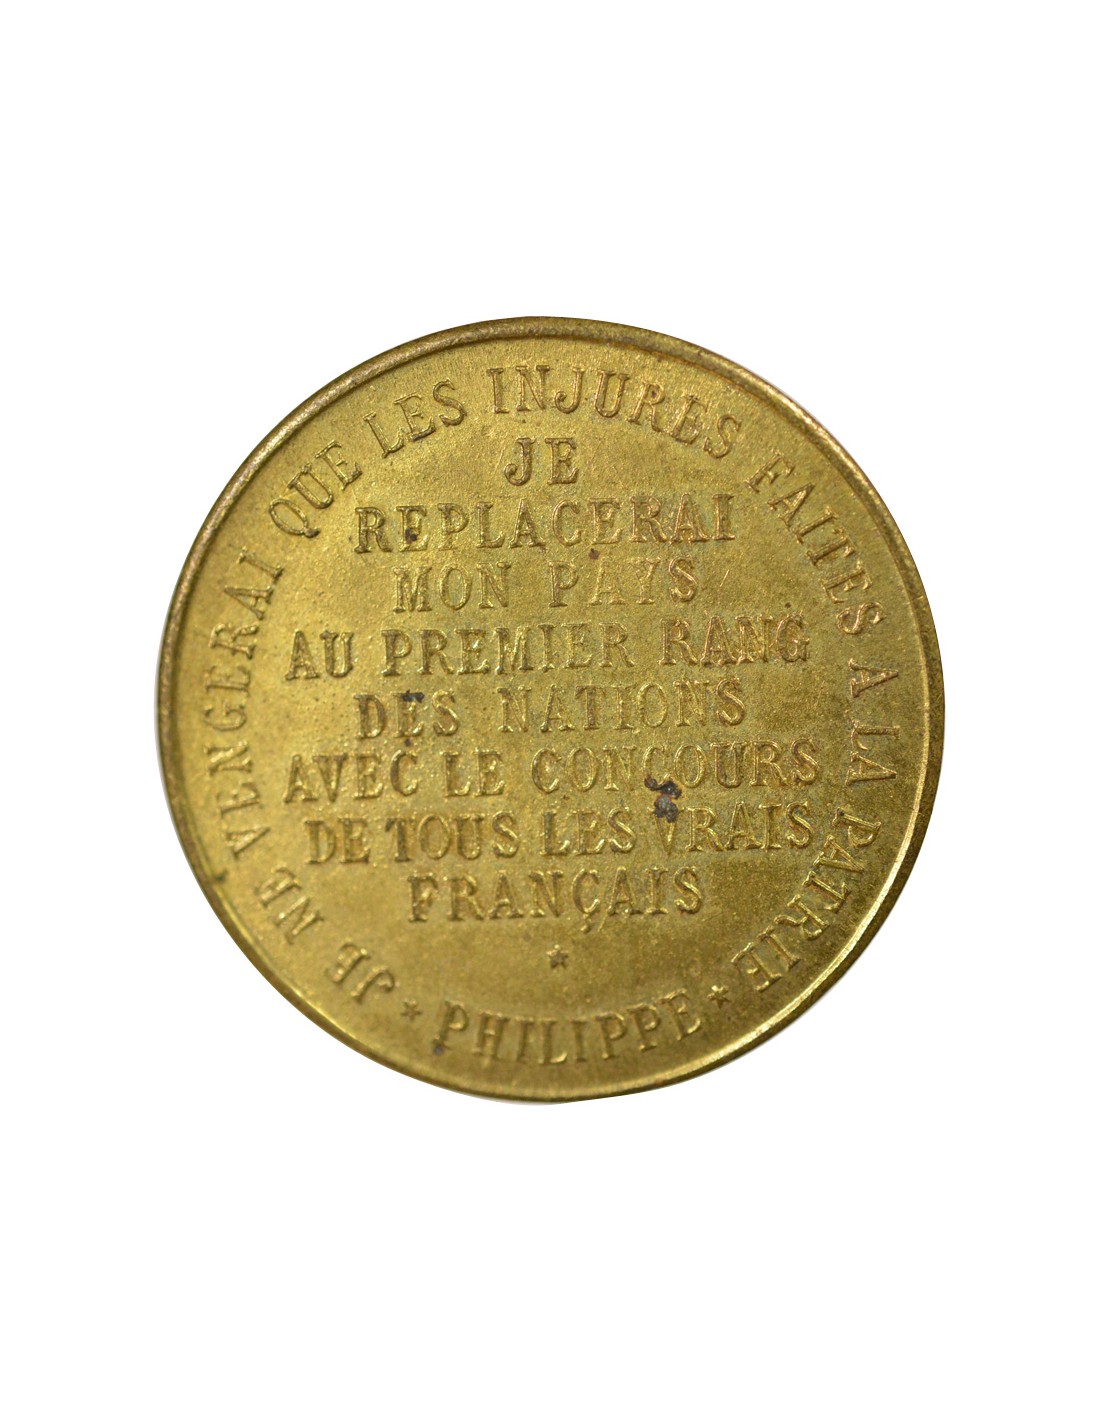 JE NE VENGERAI QUE LES INJURES FAITES A LA PATRIE
JE
REPLACERAI
MON PAYS
AU PREMIER RANG
DES NATIONS
AVEC LE CONCOURS
DE TOUS LES VRAIS
FRANÇAIS
* PHILIPPE *